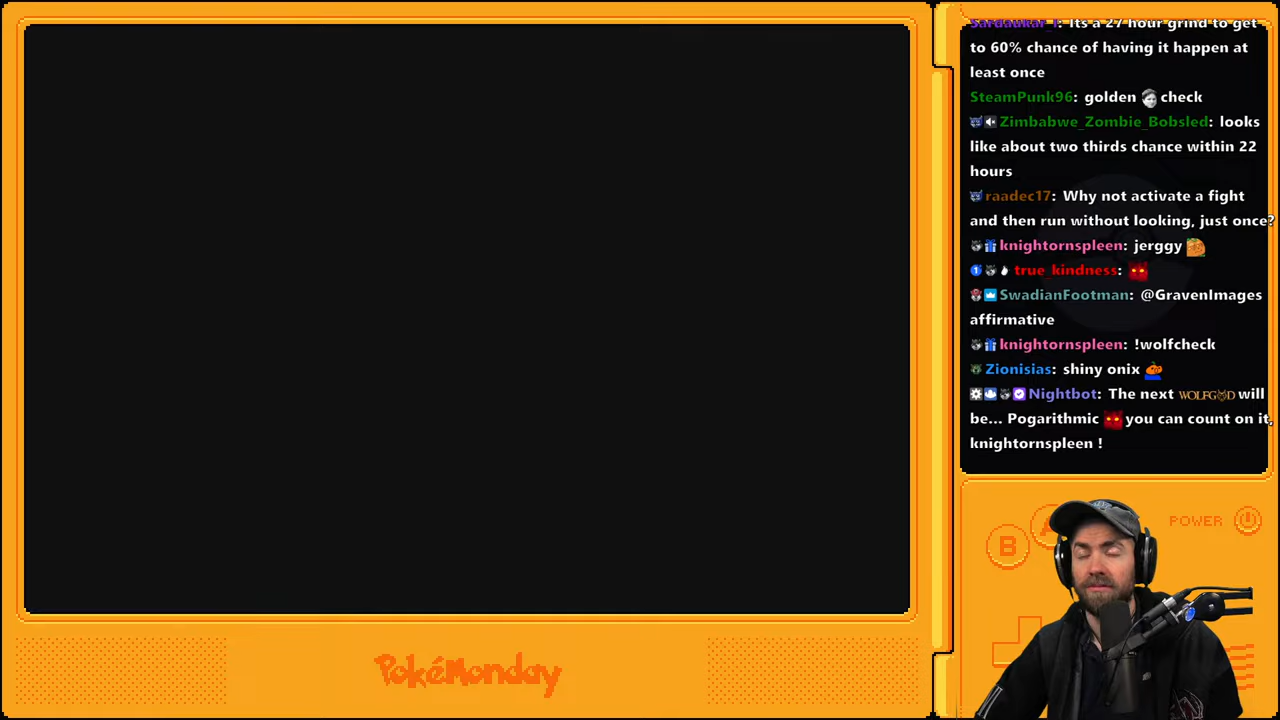 Sardaukar_I: Its a 27 hour grind to get
to 60% chance of having it happen at
least once
SteamPunk96: golden check
Zimbabwe_Zombie_Bobsled: looks
like about two thirds chance within 22
hours
raadec17: Why not activate a fight
and then run without looking, just once?
knightornspleen: jerggy
true_kindness:
SwadianFootman: @GravenImages
affirmative
knightornspleen: !wolfcheck
Zionisias: shiny onix
Nightbot: The next WOLFGOD will
be... Pogarithmic you can count on it,
knightornspleen !
B
A
POWER
PokéMonday